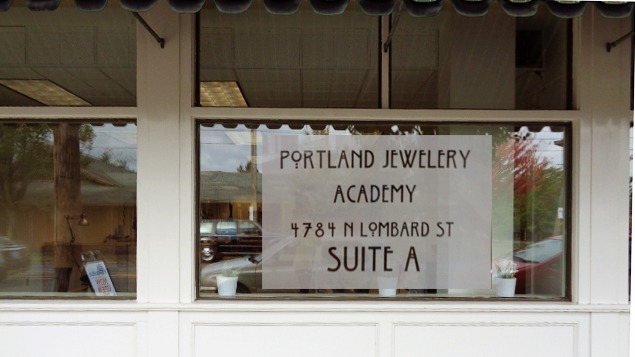 PORTLAND JEWELERY
ACADEMY
4784 N LOMBARD ST
SUITE A